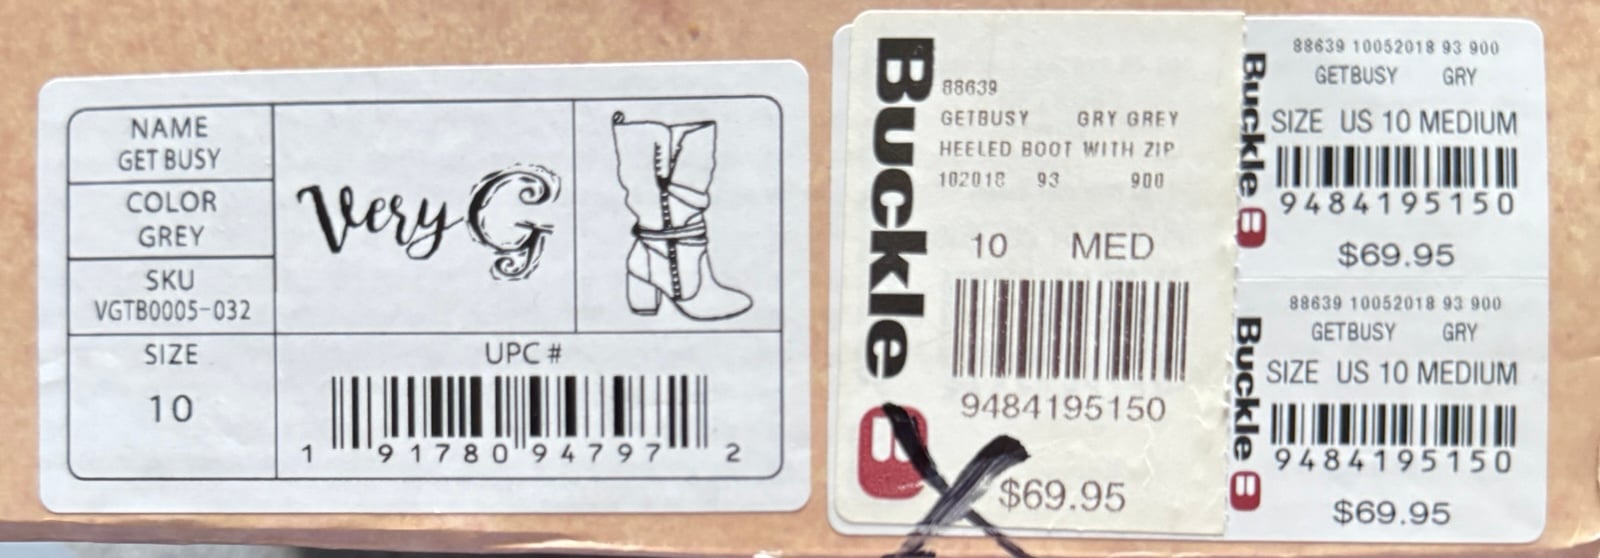 NAME
GET BUSY
COLOR
GREY
SKU
VGTB0005-032
SIZE
10
Very G
UPC #
1 91780 94797 2
Buckle
88639
GETBUSY GRY GREY
HEELED BOOT WITH ZIP
102018 93 900
10 MED
9484195150
B
$69.95
Buckle B
88639 10052018 93 900
GETBUSY GRY
SIZE US 10 MEDIUM
9484195150
$69.95
Buckle B
88639 10052018 93 900
GETBUSY GRY
SIZE US 10 MEDIUM
9484195150
$69.95